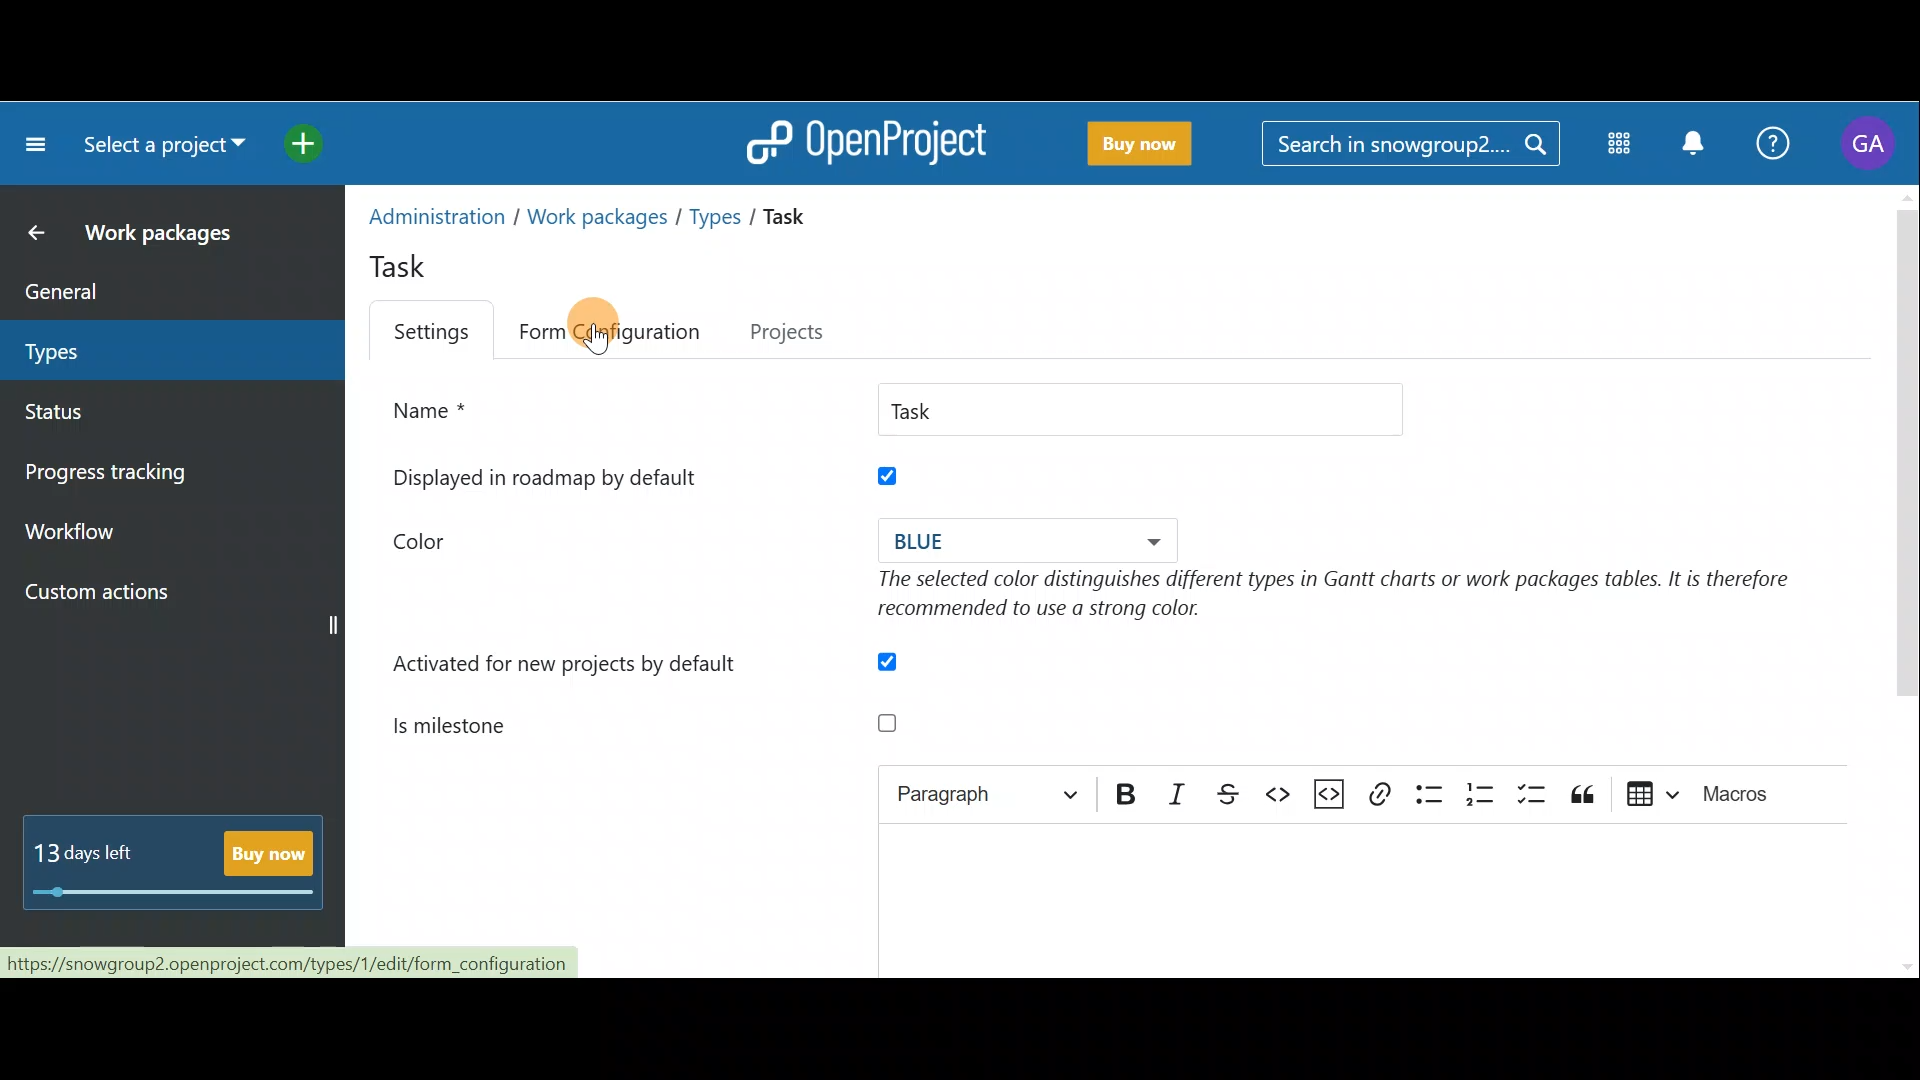 Select a project
OpenProject
Buy now
Search in snowgroup2....
GA
Work packages
General
Types
Status
Progress tracking
Workflow
Custom actions
13 days left
Buy now
https://snowgroup2.openproject.com/types/1/edit/form_configuration
Administration / Work packages / Types / Task
Task
Settings
Form Configuration
Projects
Name *
Task
Displayed in roadmap by default
Color
BLUE
The selected color distinguishes different types in Gantt charts or work packages tables. It is therefore
recommended to use a strong color.
Activated for new projects by default
Is milestone
Paragraph
Macros